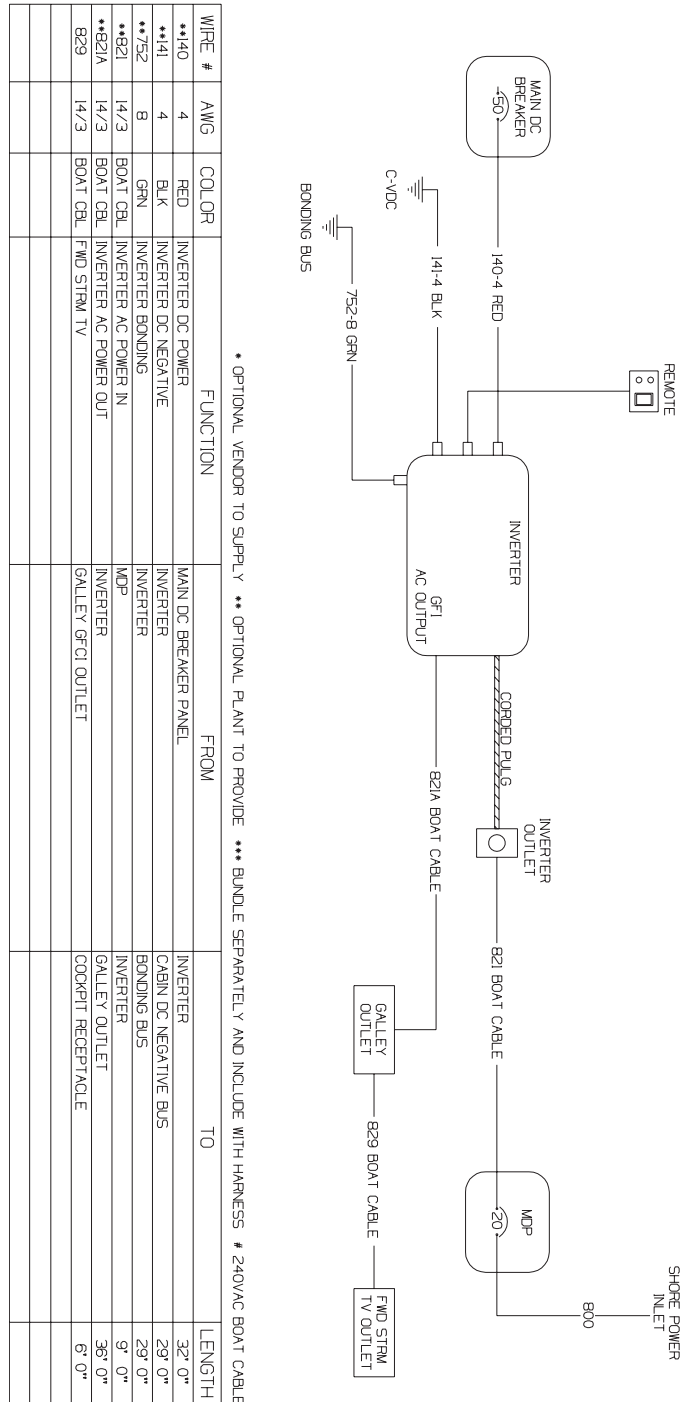 SHORE POWER
INLET
REMOTE
800
MAIN DC
BREAKER
50
140-4 RED
INVERTER
CORDED PULG
INVERTER
OUTLET
821 BOAT CABLE
MDP
20
C-VDC
141-4 BLK
GFI
AC OUTPUT
821A BOAT CABLE
GALLEY
OUTLET
829 BOAT CABLE
FWD STRM
TV OUTLET
BONDING BUS
752-8 GRN
* OPTIONAL VENDOR TO SUPPLY ** OPTIONAL PLANT TO PROVIDE *** BUNDLE SEPARATELY AND INCLUDE WITH HARNESS # 240VAC BOAT CABLE
WIRE # AWG COLOR FUNCTION FROM TO LENGTH
**140 4 RED INVERTER DC POWER MAIN DC BREAKER PANEL INVERTER 32' 0"
**141 4 BLK INVERTER DC NEGATIVE INVERTER CABIN DC NEGATIVE BUS 29' 0"
**752 8 GRN INVERTER BONDING INVERTER BONDING BUS 29' 0"
**821 14/3 BOAT CBL INVERTER AC POWER IN MDP INVERTER 9' 0"
**821A 14/3 BOAT CBL INVERTER AC POWER OUT INVERTER GALLEY OUTLET 36' 0"
829 14/3 BOAT CBL FWD STRM TV GALLEY GFCI OUTLET COCKPIT RECEPTACLE 6' 0"